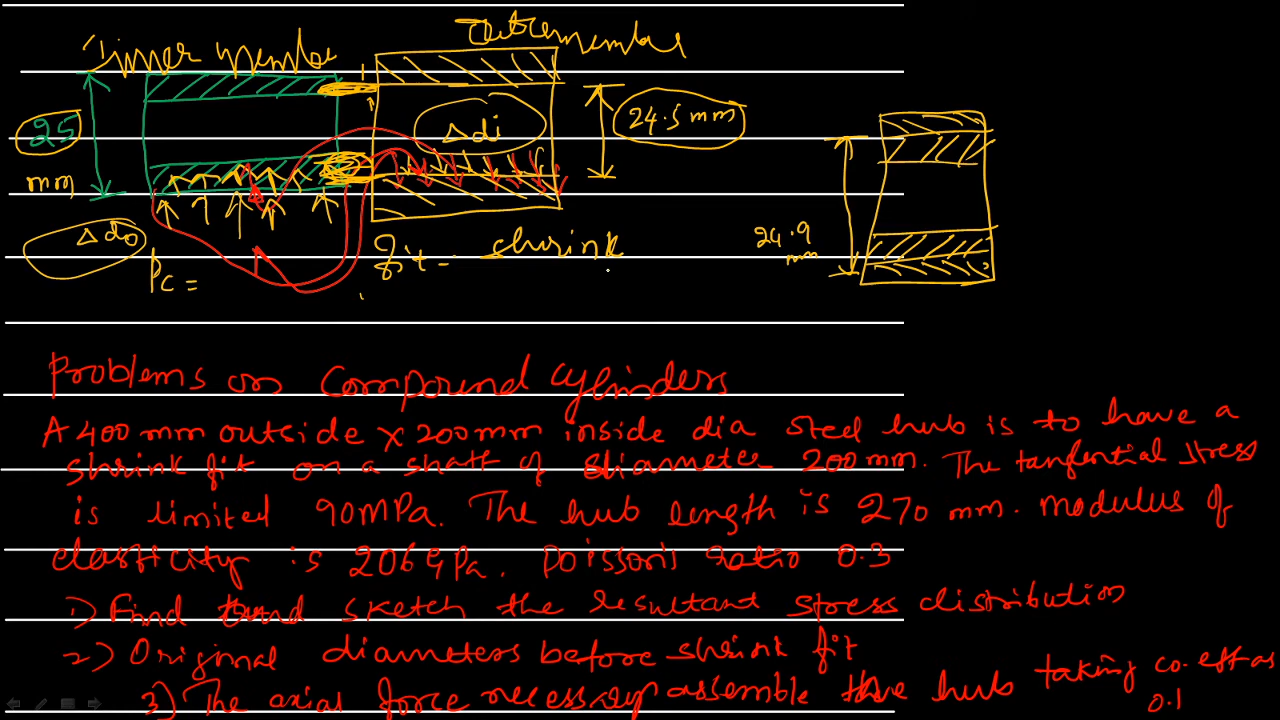 Inner member
Outer member
25
mm
Δdo
Pc =
Δdi
24.5 mm
fit - shrink
24.9
mm
Problems on Compound cylinders
A 400 mm outside x 200mm inside dia steel hub is to have a
shrink fit on a shaft of diameter 200 mm. The tangential stress
is limited 90MPa. The hub length is 270 mm. modulus of
elasticity is 206 GPa. Poisson's ratio 0.3
1) Find and sketch the resultant stress distribution
2) Original diameters before shrink fit
3) The axial force necessary assemble the hub taking co.eff as
0.1